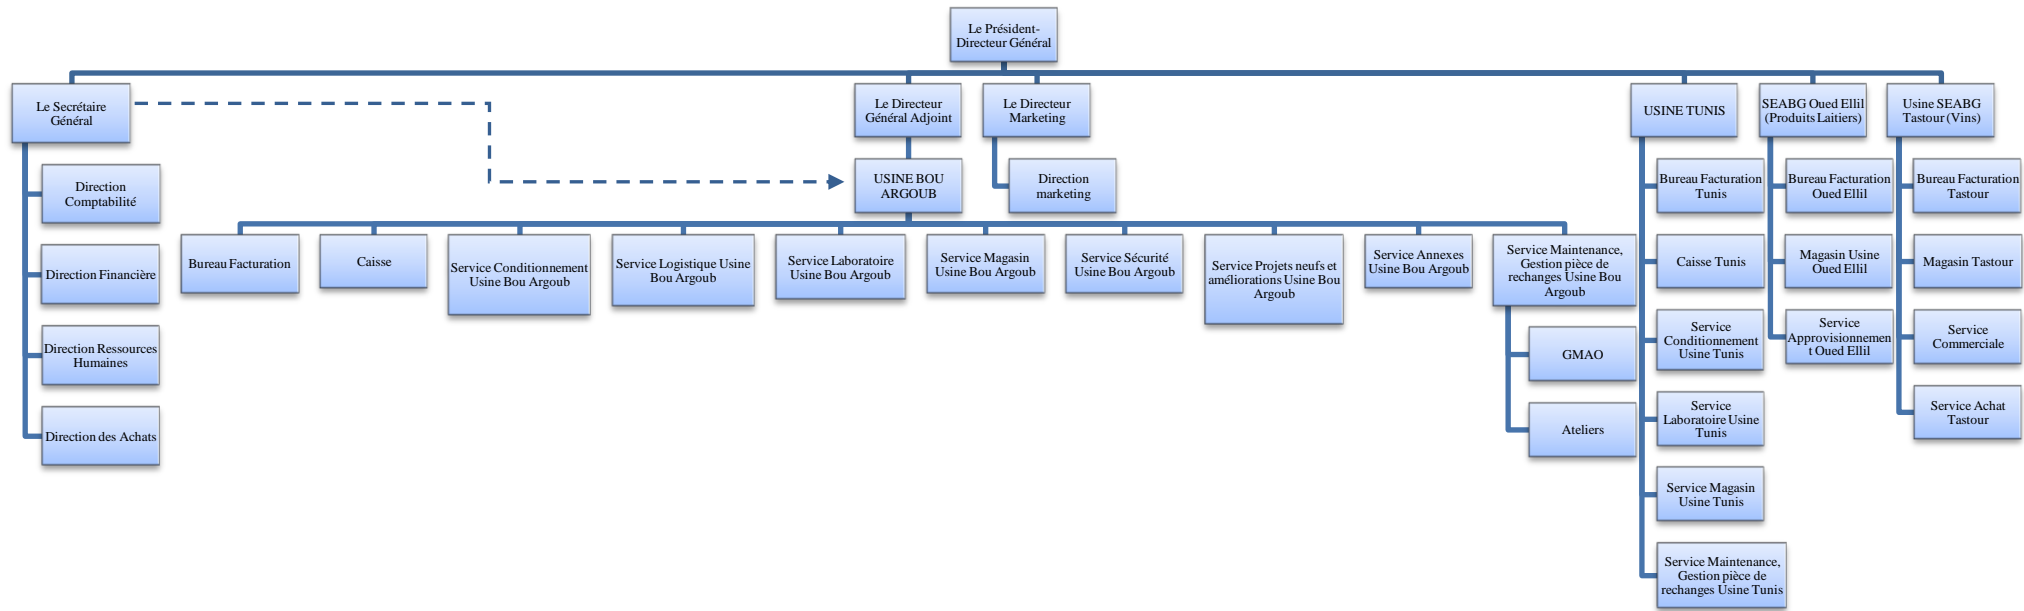 Le Président-
Directeur Général
Le Secrétaire
Général
Le Directeur
Général Adjoint
Le Directeur
Marketing
USINE TUNIS
SEABG Oued Ellil
(Produits Laitiers)
Usine SEABG
Tastour (Vins)
Direction
Comptabilité
Direction Financière
Direction Ressources
Humaines
Direction des Achats
USINE BOU
ARGOUB
Direction
marketing
Bureau Facturation
Caisse
Service Conditionnement
Usine Bou Argoub
Service Logistique Usine
Bou Argoub
Service Laboratoire
Usine Bou Argoub
Service Magasin
Usine Bou Argoub
Service Sécurité
Usine Bou Argoub
Service Projets neufs et
améliorations Usine Bou
Argoub
Service Annexes
Usine Bou Argoub
Service Maintenance,
Gestion pièce de
rechanges Usine Bou
Argoub
GMAO
Ateliers
Bureau Facturation
Tunis
Caisse Tunis
Service
Conditionnement
Usine Tunis
Service
Laboratoire Usine
Tunis
Service Magasin
Usine Tunis
Service Maintenance,
Gestion pièce de
rechanges Usine Tunis
Bureau Facturation
Oued Ellil
Magasin Usine
Oued Ellil
Service
Approvisionnemen
t Oued Ellil
Bureau Facturation
Tastour
Magasin Tastour
Service
Commerciale
Service Achat
Tastour